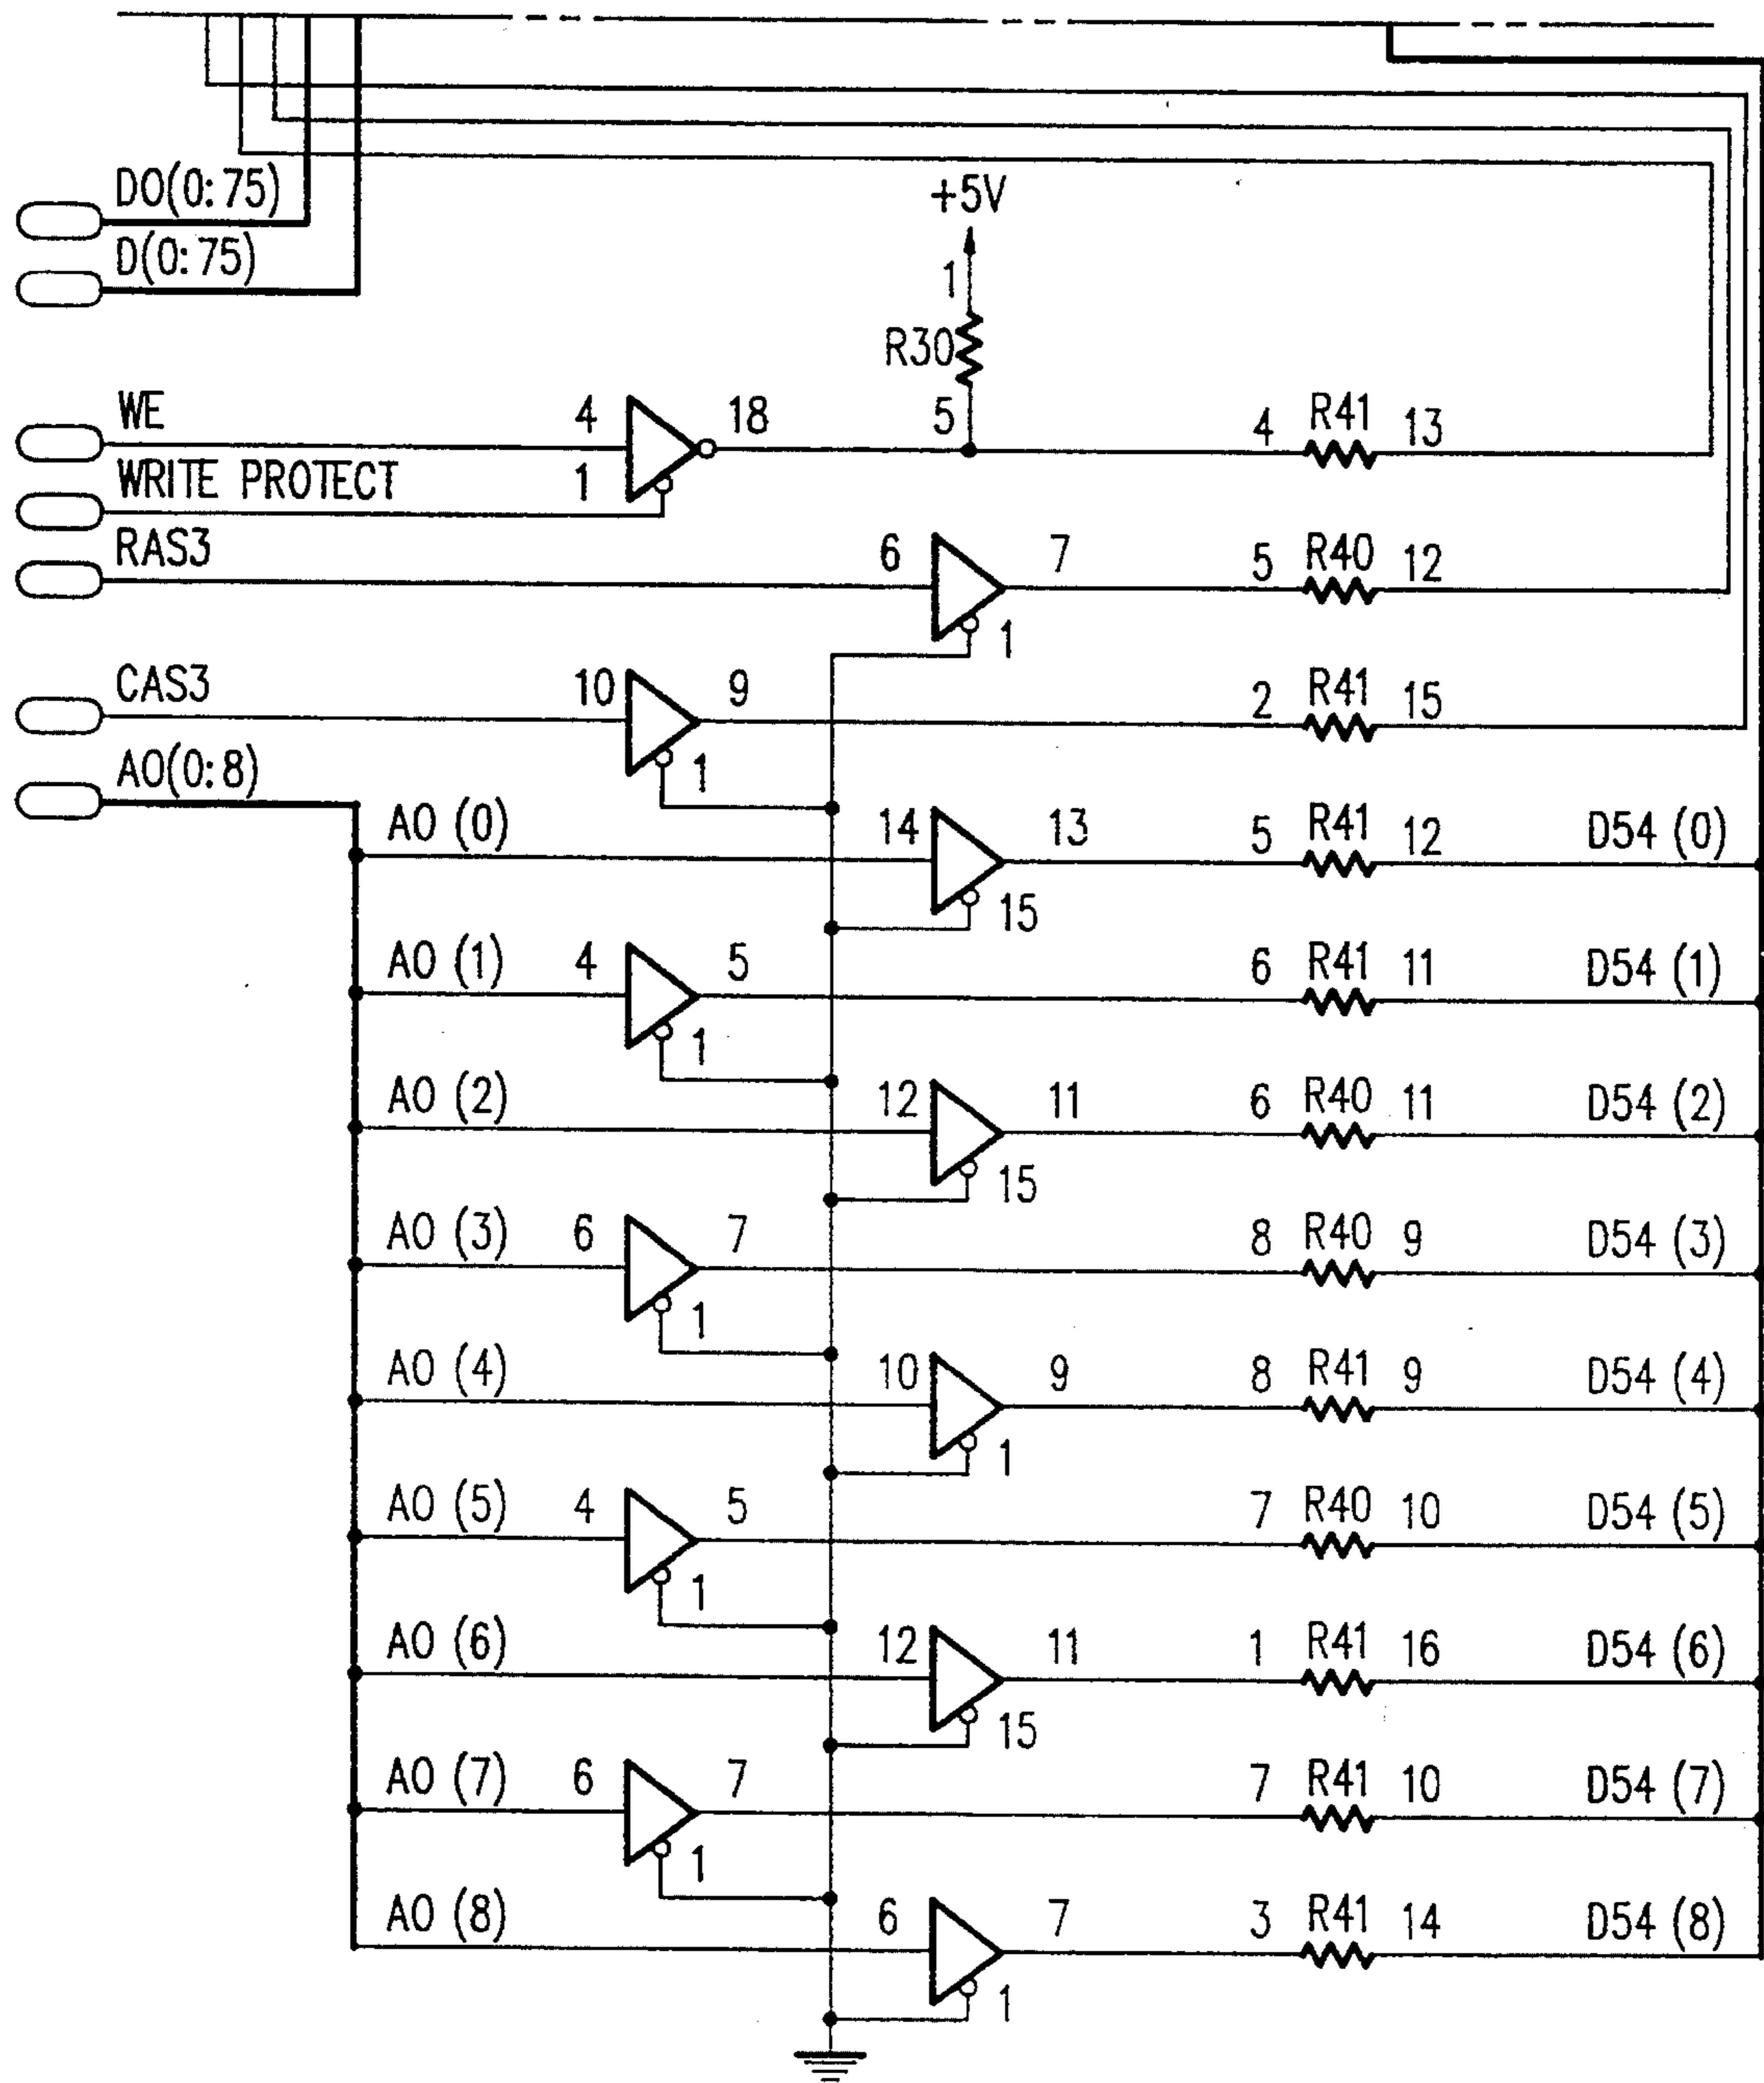 DO(0:75)
+5V
D(0:75)
1
R30
WE 4 18 5 4 R41 13
WRITE PROTECT 1
RAS3 6 7 5 R40 12
1
CAS3 10 9 2 R41 15
1
AO(0:8)
AO (0) 14 13 5 R41 12 D54 (0)
15
AO (1) 4 5 6 R41 11 D54 (1)
1
AO (2) 12 11 6 R40 11 D54 (2)
15
AO (3) 6 7 8 R40 9 D54 (3)
1
AO (4) 10 9 8 R41 9 D54 (4)
1
AO (5) 4 5 7 R40 10 D54 (5)
1
AO (6) 12 11 1 R41 16 D54 (6)
15
AO (7) 6 7 7 R41 10 D54 (7)
1
AO (8) 6 7 3 R41 14 D54 (8)
1